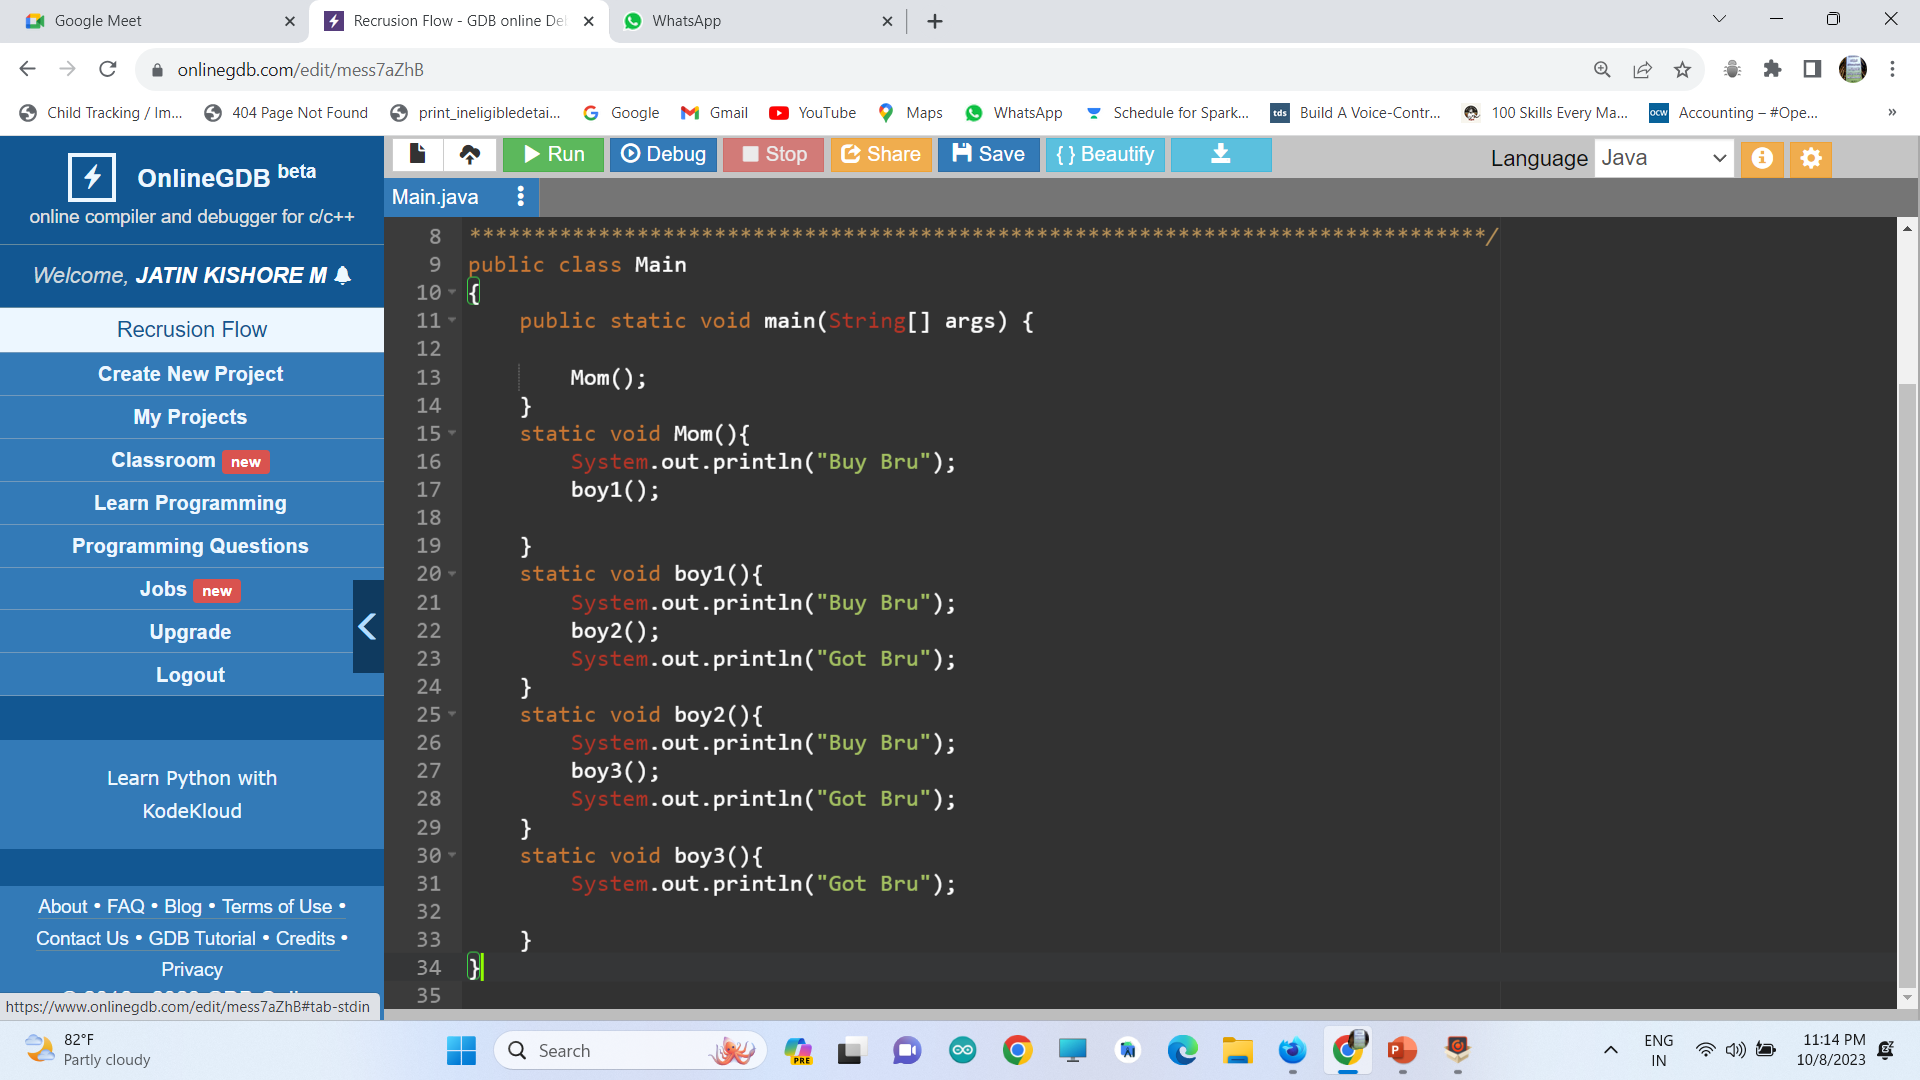 Google Meet
Recrusion Flow - GDB online De
WhatsApp
onlinegdb.com/edit/mess7aZhB
Child Tracking / Im...
404 Page Not Found
print_ineligibledetai...
Google
Gmail
YouTube
Maps
WhatsApp
Schedule for Spark...
tds Build A Voice-Contr...
100 Skills Every Ma...
OCW Accounting – #Ope...
»
OnlineGDB beta
online compiler and debugger for c/c++
Welcome, JATIN KISHORE M
Recrusion Flow
Create New Project
My Projects
Classroom new
Learn Programming
Programming Questions
Jobs new
Upgrade
Logout
Learn Python with
KodeKloud
About • FAQ • Blog • Terms of Use •
Contact Us • GDB Tutorial • Credits •
Privacy
https://www.onlinegdb.com/edit/mess7aZhB#tab-stdin
Run
Debug
Stop
Share
Save
{ } Beautify
Language Java
Main.java
8 ********************************************************************************/
9 public class Main
10 {
11 public static void main(String[] args) {
12
13 Mom();
14 }
15 static void Mom(){
16 System.out.println("Buy Bru");
17 boy1();
18
19 }
20 static void boy1(){
21 System.out.println("Buy Bru");
22 boy2();
23 System.out.println("Got Bru");
24 }
25 static void boy2(){
26 System.out.println("Buy Bru");
27 boy3();
28 System.out.println("Got Bru");
29 }
30 static void boy3(){
31 System.out.println("Got Bru");
32
33 }
34 }
35
82°F
Partly cloudy
Search
PRE
ENG
IN
11:14 PM
10/8/2023